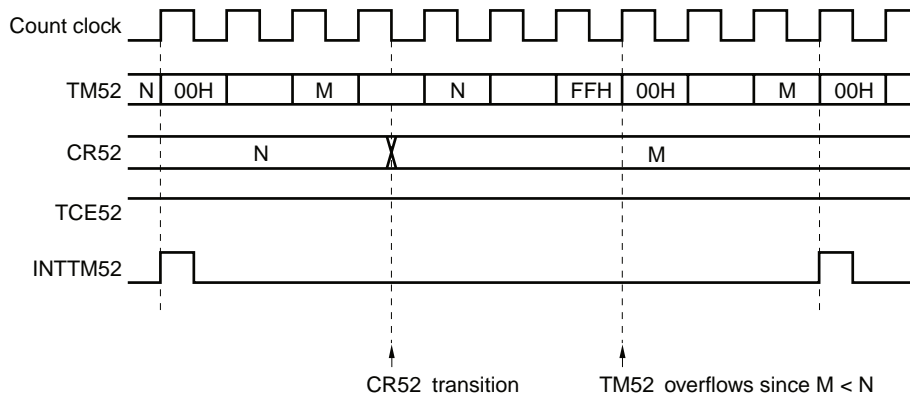 Count clock
TM52 N 00H M N FFH 00H M 00H
CR52 N M
TCE52
INTTM52
CR52 transition TM52 overflows since M < N